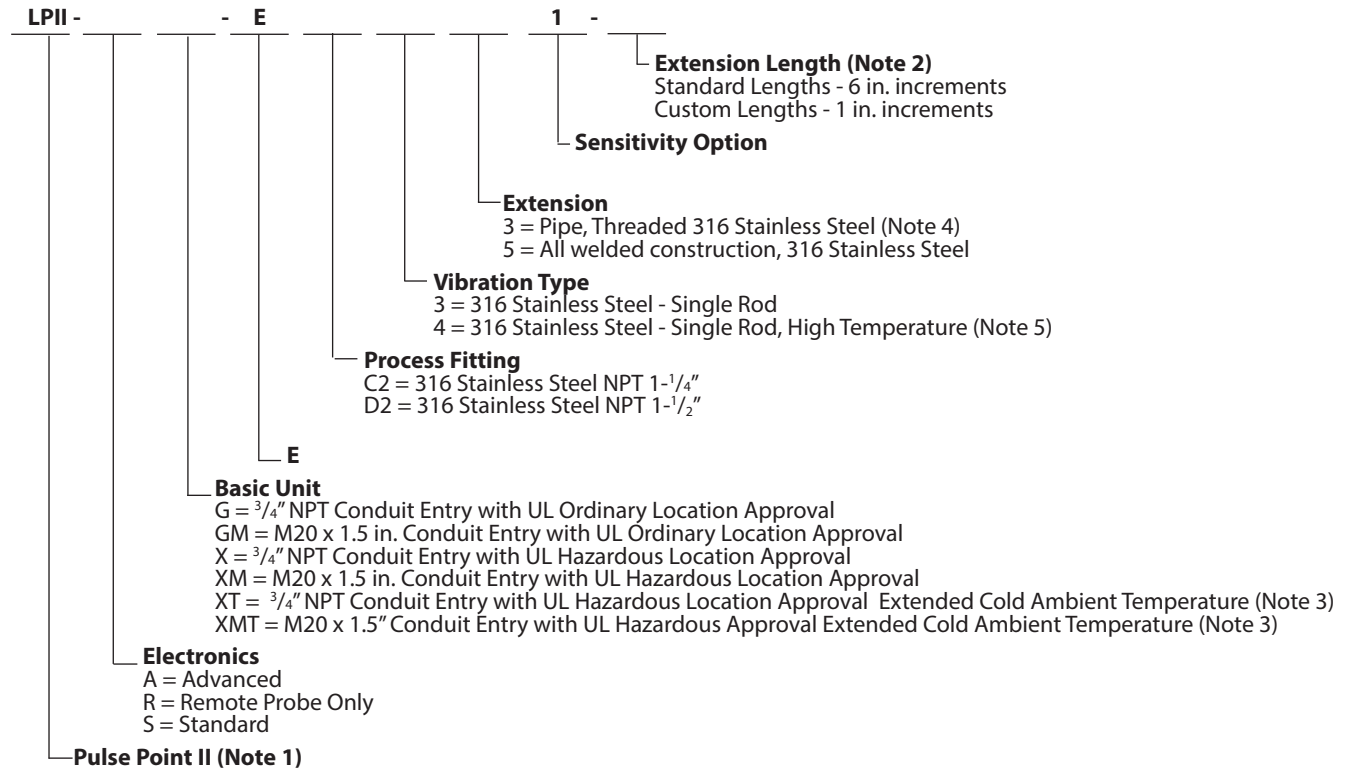 LPII - - E 1 -
Extension Length (Note 2)
Standard Lengths - 6 in. increments
Custom Lengths - 1 in. increments
Sensitivity Option
Extension
3 = Pipe, Threaded 316 Stainless Steel (Note 4)
5 = All welded construction, 316 Stainless Steel
Vibration Type
3 = 316 Stainless Steel - Single Rod
4 = 316 Stainless Steel - Single Rod, High Temperature (Note 5)
Process Fitting
C2 = 316 Stainless Steel NPT 1-1/4"
D2 = 316 Stainless Steel NPT 1-1/2"
E
Basic Unit
G = 3/4" NPT Conduit Entry with UL Ordinary Location Approval
GM = M20 x 1.5 in. Conduit Entry with UL Ordinary Location Approval
X = 3/4" NPT Conduit Entry with UL Hazardous Location Approval
XM = M20 x 1.5 in. Conduit Entry with UL Hazardous Location Approval
XT = 3/4" NPT Conduit Entry with UL Hazardous Location Approval Extended Cold Ambient Temperature (Note 3)
XMT = M20 x 1.5" Conduit Entry with UL Hazardous Approval Extended Cold Ambient Temperature (Note 3)
Electronics
A = Advanced
R = Remote Probe Only
S = Standard
Pulse Point II (Note 1)